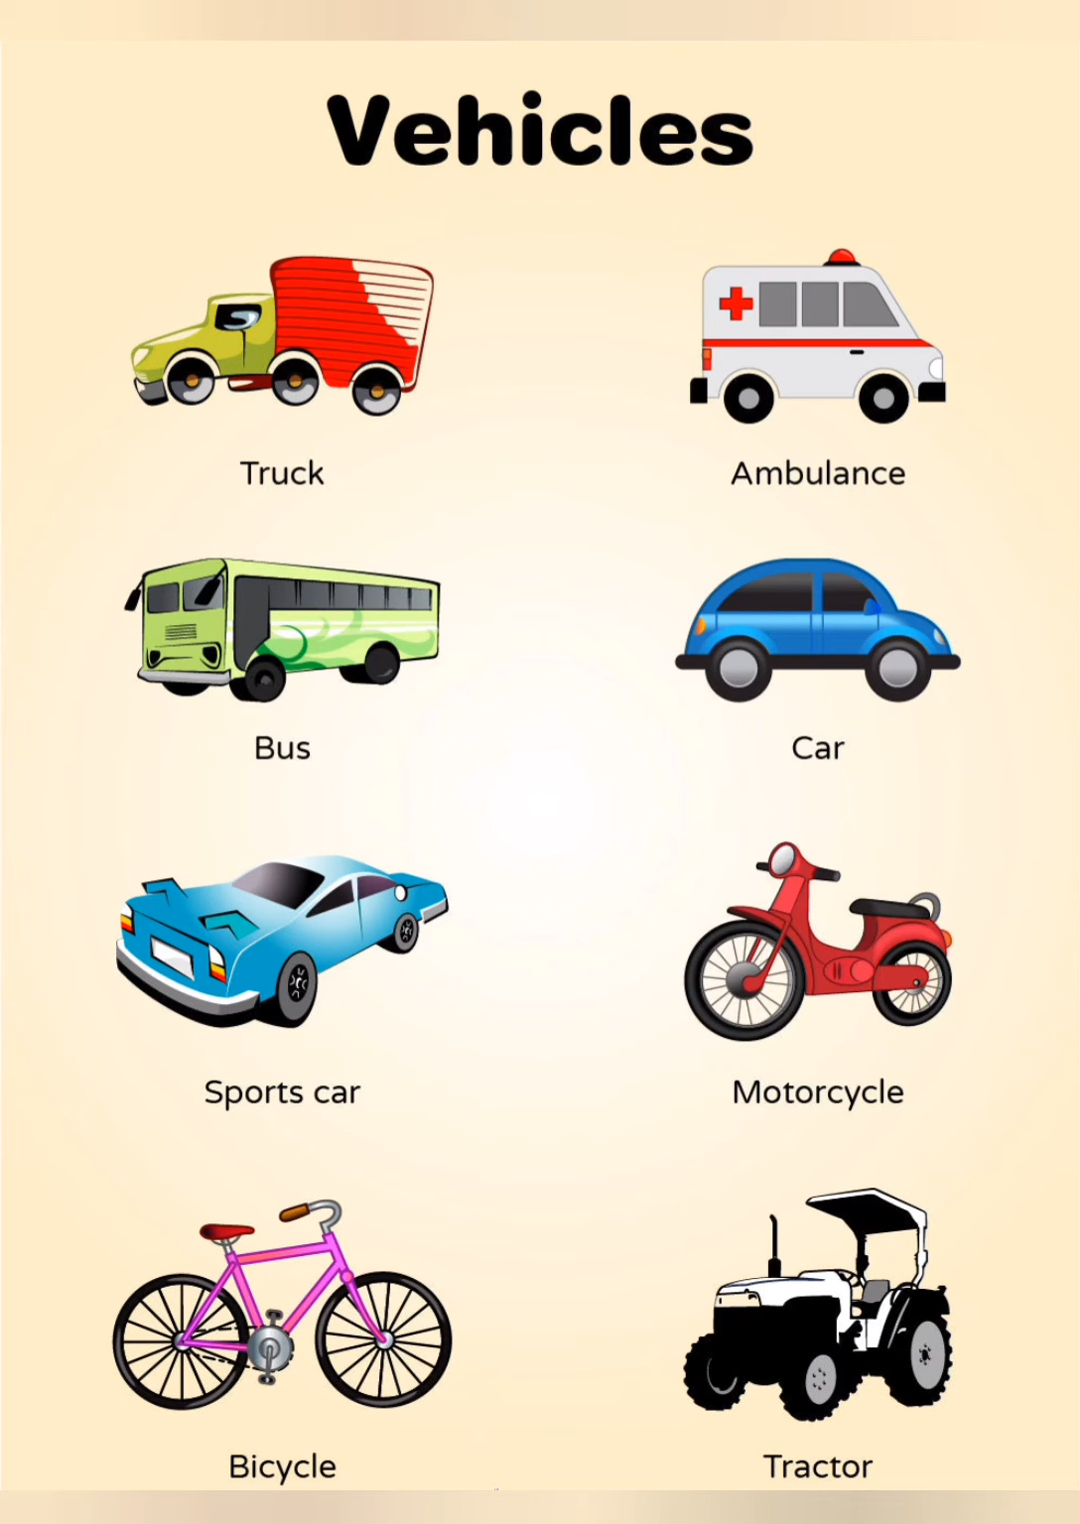 Vehicles
Truck
Ambulance
Bus
Car
Sports car
Motorcycle
Bicycle
Tractor